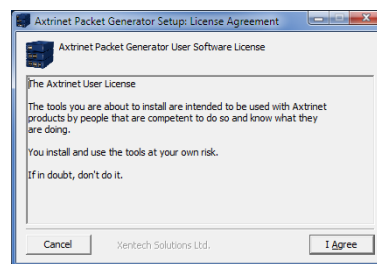 Axtrinet Packet Generator Setup: License Agreement
Axtrinet Packet Generator User Software License
The Axtrinet User License
The tools you are about to install are intended to be used with Axtrinet
products by people that are competent to do so and know what they
are doing.
You install and use the tools at your own risk.
If in doubt, don't do it.
Cancel
Xentech Solutions Ltd.
I Agree